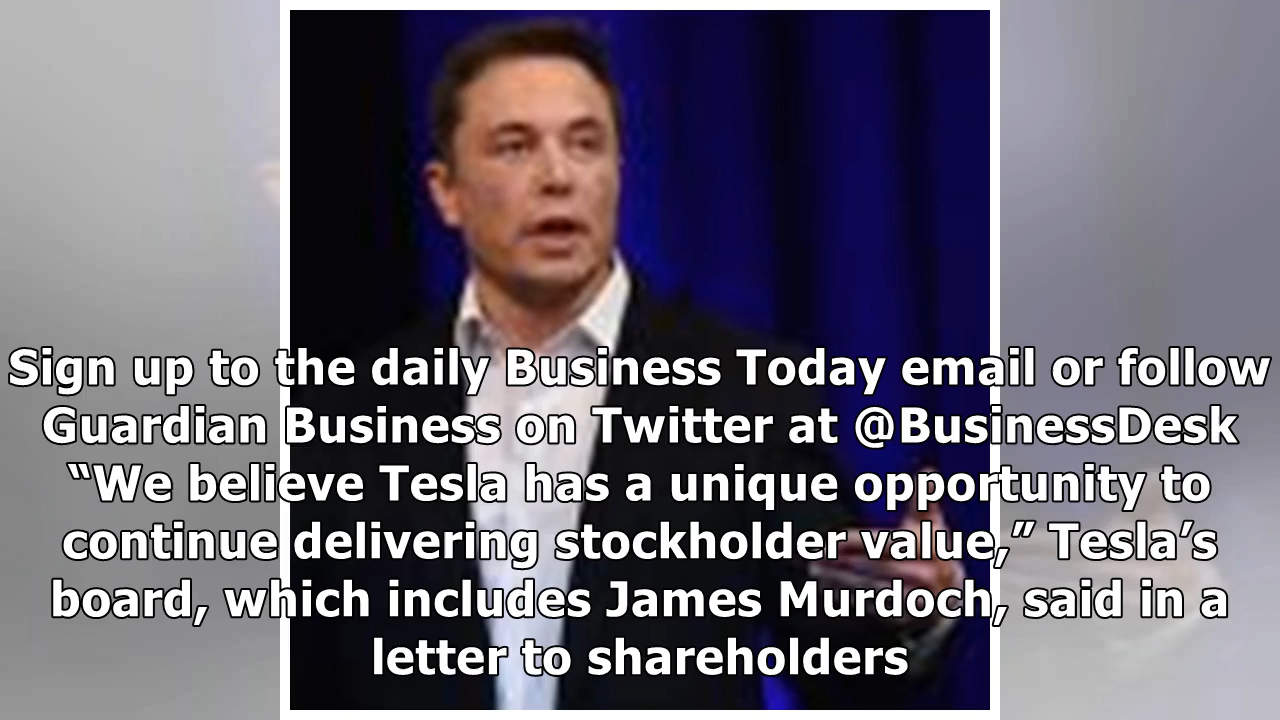 Sign up to the daily Business Today email or follow
Guardian Business on Twitter at @BusinessDesk
“We believe Tesla has a unique opportunity to
continue delivering stockholder value,” Tesla’s
board, which includes James Murdoch, said in a
letter to shareholders